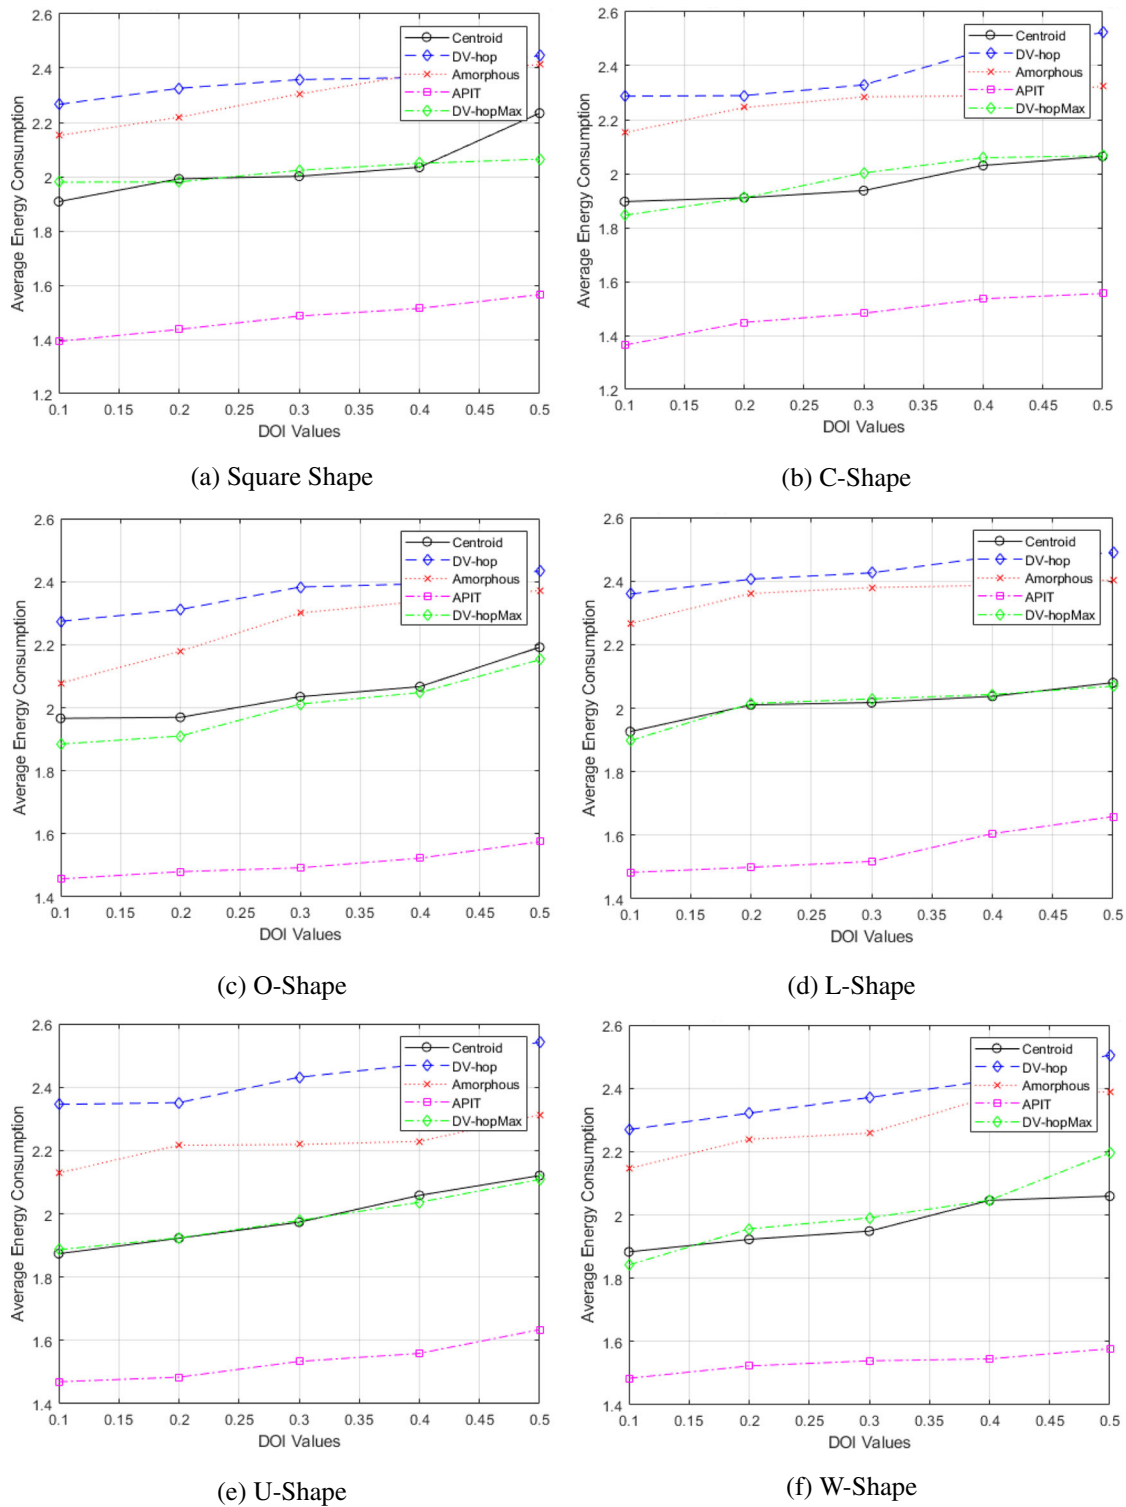 2.6
2.4
2.2
2
1.8
1.6
1.4
1.2
Average Energy Consumption
Centroid
DV-hop
Amorphous
APIT
DV-hopMax
0.1 0.15 0.2 0.25 0.3 0.35 0.4 0.45 0.5
DOI Values
(a) Square Shape
2.6
2.4
2.2
2
1.8
1.6
1.4
1.2
Average Energy Consumption
Centroid
DV-hop
Amorphous
APIT
DV-hopMax
0.1 0.15 0.2 0.25 0.3 0.35 0.4 0.45 0.5
DOI Values
(b) C-Shape
2.6
2.4
2.2
2
1.8
1.6
1.4
Average Energy Consumption
Centroid
DV-hop
Amorphous
APIT
DV-hopMax
0.1 0.15 0.2 0.25 0.3 0.35 0.4 0.45 0.5
DOI Values
(c) O-Shape
2.6
2.4
2.2
2
1.8
1.6
1.4
Average Energy Consumption
Centroid
DV-hop
Amorphous
APIT
DV-hopMax
0.1 0.15 0.2 0.25 0.3 0.35 0.4 0.45 0.5
DOI Values
(d) L-Shape
2.6
2.4
2.2
2
1.8
1.6
1.4
Average Energy Consumption
Centroid
DV-hop
Amorphous
APIT
DV-hopMax
0.1 0.15 0.2 0.25 0.3 0.35 0.4 0.45 0.5
DOI Values
(e) U-Shape
2.6
2.4
2.2
2
1.8
1.6
1.4
Average Energy Consumption
Centroid
DV-hop
Amorphous
APIT
DV-hopMax
0.1 0.15 0.2 0.25 0.3 0.35 0.4 0.45 0.5
DOI Values
(f) W-Shape